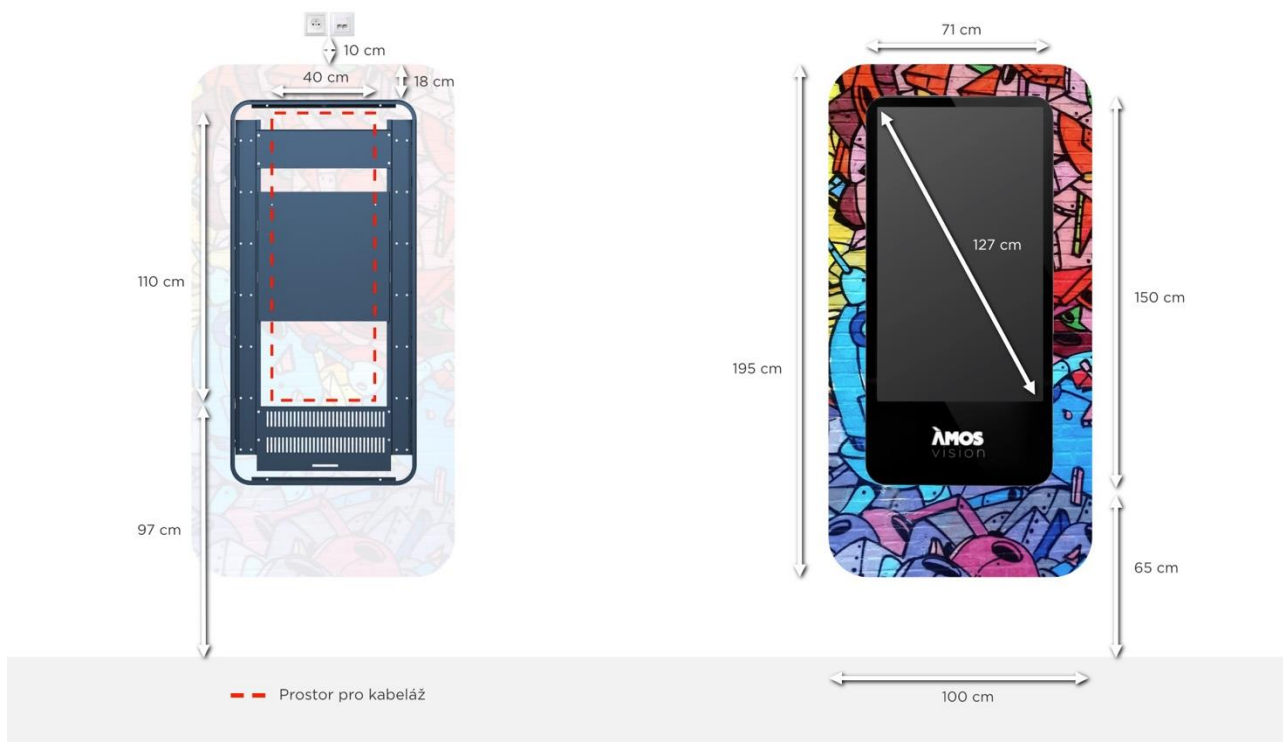 10 cm
40 cm
18 cm
110 cm
97 cm
Prostor pro kabeláž
71 cm
127 cm
195 cm
150 cm
ÀMOS
VISION
65 cm
100 cm